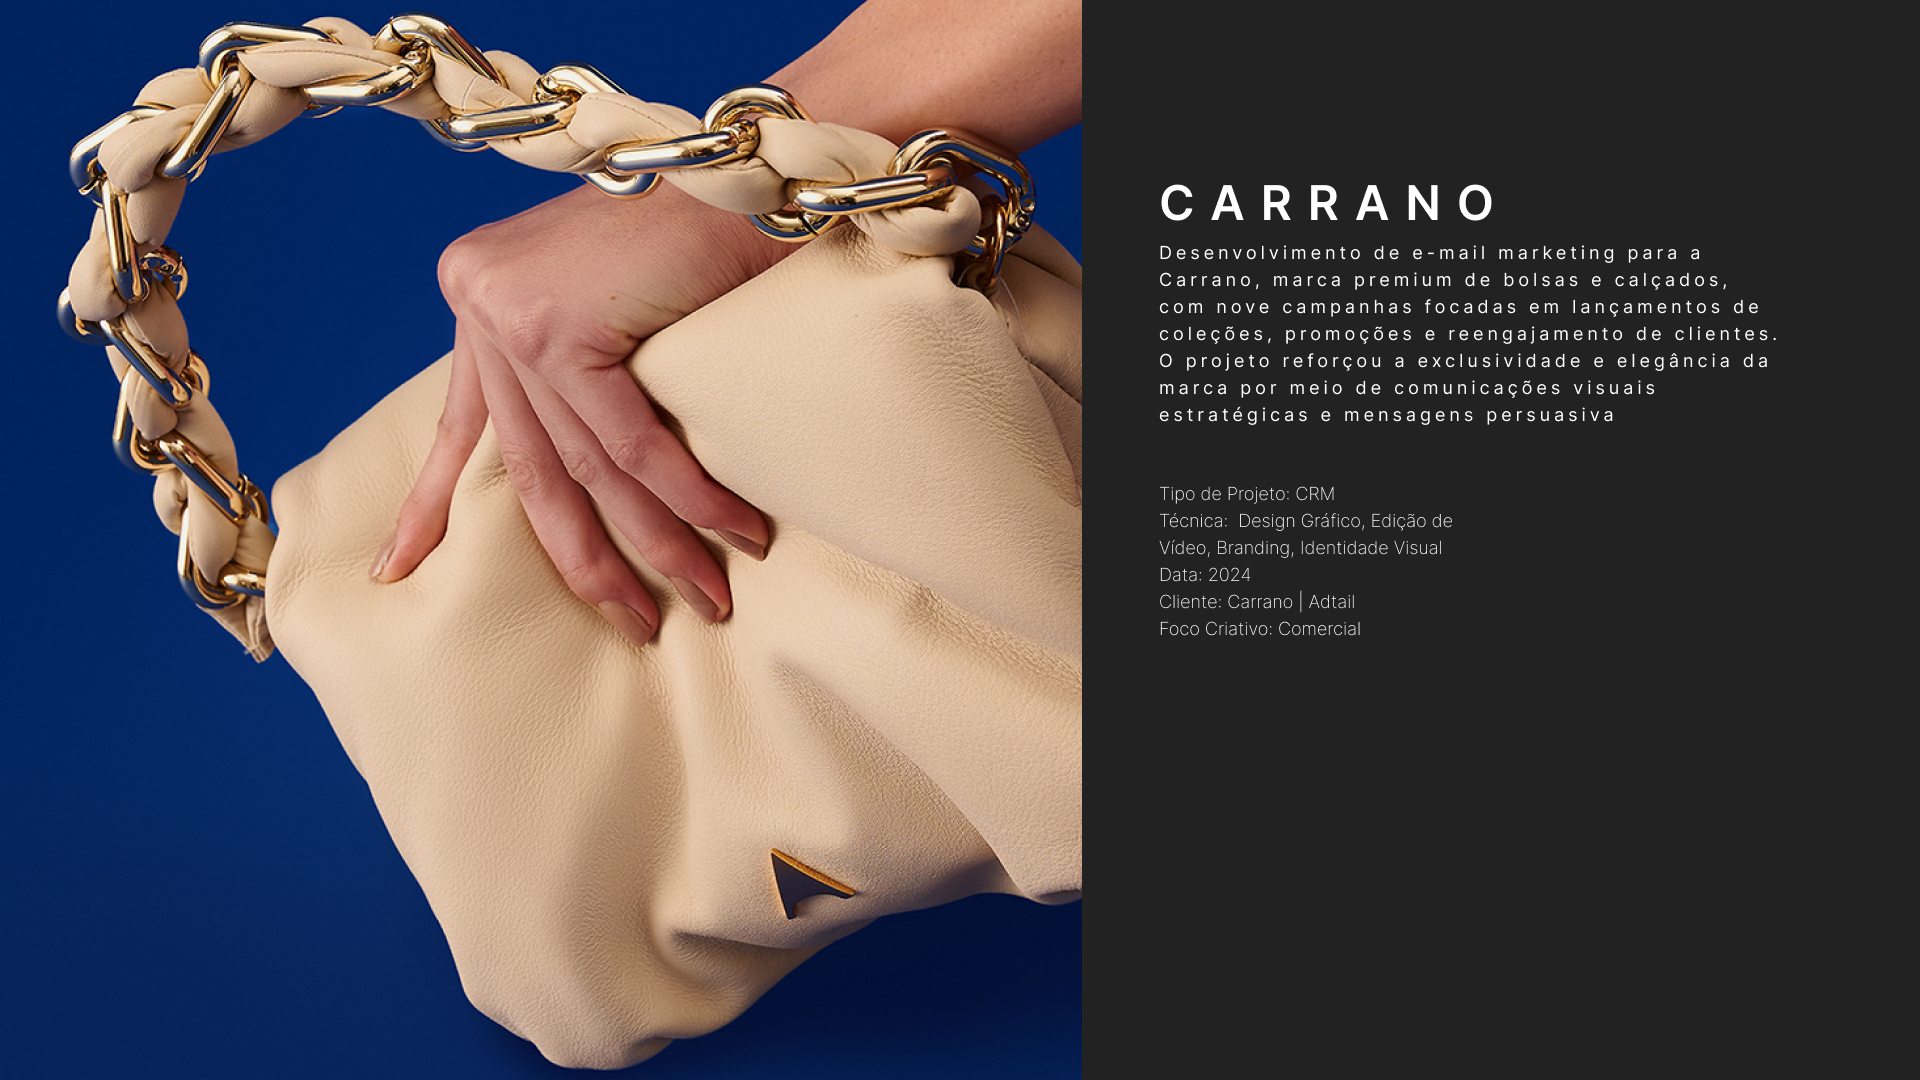 CARRANO
Desenvolvimento de e-mail marketing para a
Carrano, marca premium de bolsas e calçados,
com nove campanhas focadas em lançamentos de
coleções, promoções e reengajamento de clientes.
O projeto reforçou a exclusividade e elegância da
marca por meio de comunicações visuais
estratégicas e mensagens persuasiva
Tipo de Projeto: CRM
Técnica:  Design Gráfico, Edição de
Vídeo, Branding, Identidade Visual
Data: 2024
Cliente: Carrano | Adtail
Foco Criativo: Comercial